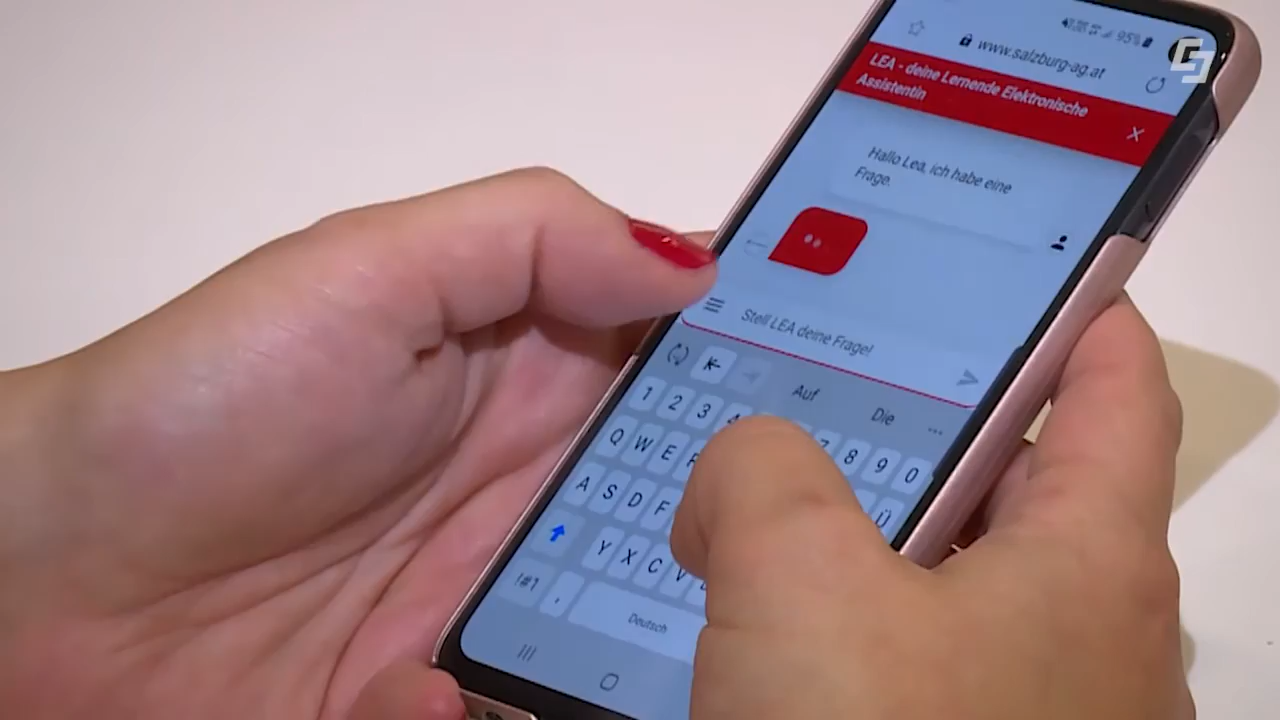 95%
www.salzburg-ag.at
LEA - deine Lernende Elektronische
Assistentin
Hallo Lea, ich habe eine
Frage.
Stell LEA deine Frage!
Auf Die ...
1 2 3 4 7 8 9 0
Q W E R Ü
A S D F
Y X C V
!#1 , Deutsch